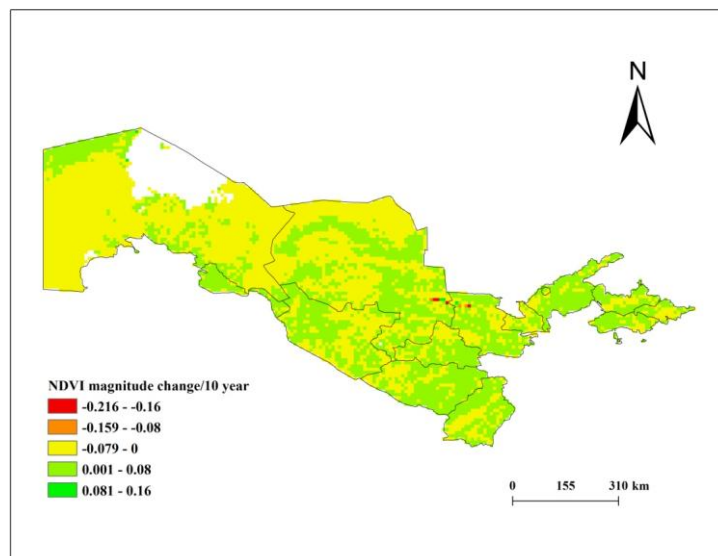 N
NDVI magnitude change/10 year
-0.216 - -0.16
-0.159 - -0.08
-0.079 - 0
0.001 - 0.08
0.081 - 0.16
0 155 310 km